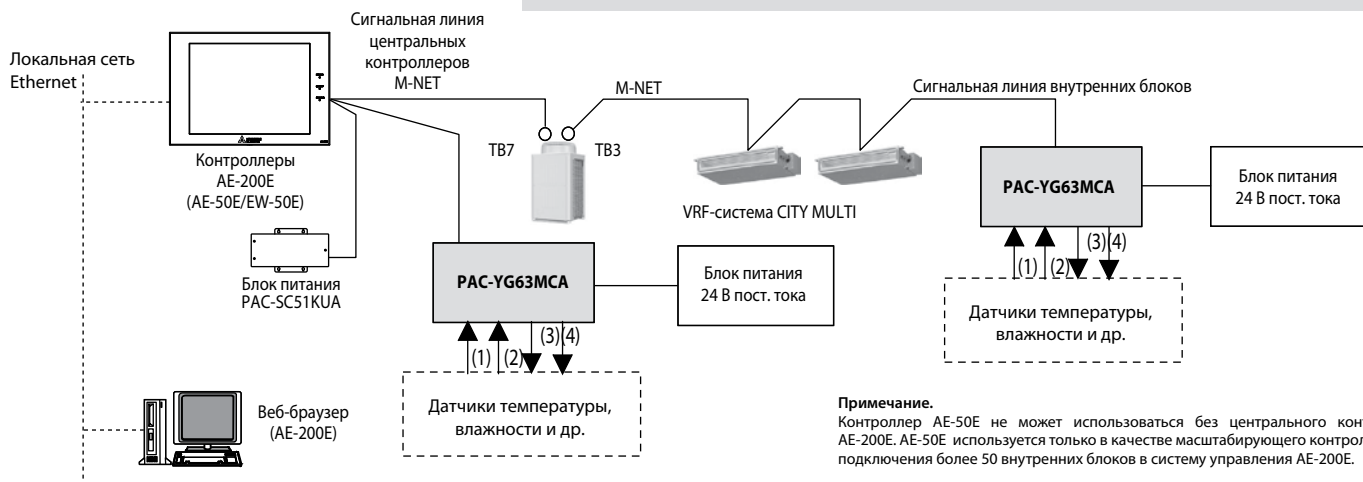 Локальная сеть
Ethernet
Сигнальная линия
центральных
контроллеров
M-NET
M-NET
Сигнальная линия внутренних блоков
TB7
TB3
Контроллеры
AE-200E
(AE-50E/EW-50E)
VRF-система CITY MULTI
PAC-YG63MCA
Блок питания
24 В пост. тока
(1) (2) (3)(4)
Датчики температуры,
влажности и др.
Блок питания
PAC-SC51KUA
PAC-YG63MCA
Блок питания
24 В пост. тока
(1) (2) (3)(4)
Датчики температуры,
влажности и др.
Веб-браузер
(AE-200E)
Примечание.
Контроллер AE-50E не может использоваться без центрального конт
AE-200E. AE-50E используется только в качестве масштабирующего контрол
подключения более 50 внутренних блоков в систему управления AE-200E.